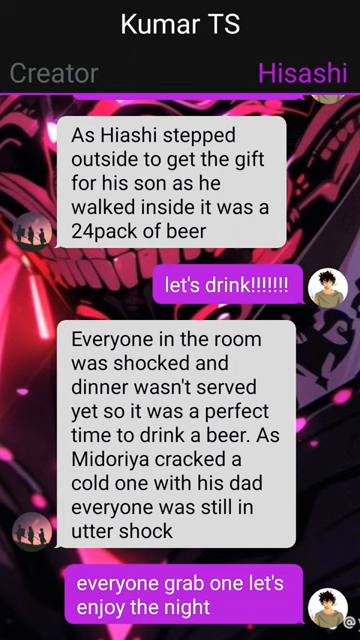 Kumar TS
Creator
Hisashi
As Hiashi stepped
outside to get the gift
for his son as he
walked inside it was a
24pack of beer
let's drink!!!!!!!
Everyone in the room
was shocked and
dinner wasn't served
yet so it was a perfect
time to drink a beer. As
Midoriya cracked a
cold one with his dad
everyone was still in
utter shock
everyone grab one let's
enjoy the night
@